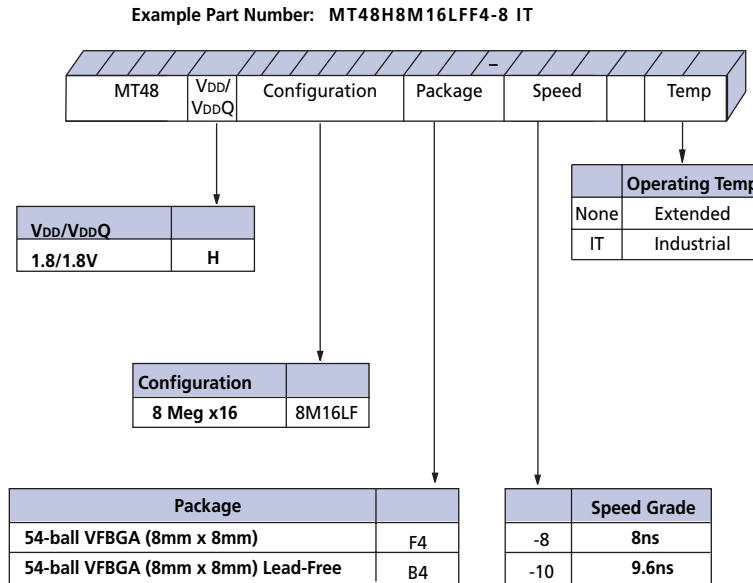 Example Part Number: MT48H8M16LFF4-8 IT
–
MT48 VDD/ VDDQ Configuration Package Speed Temp
Operating Temp
None Extended
IT Industrial
VDD/VDDQ
1.8/1.8V H
Configuration
8 Meg x16 8M16LF
Package
54-ball VFBGA (8mm x 8mm) F4
54-ball VFBGA (8mm x 8mm) Lead-Free B4
Speed Grade
-8 8ns
-10 9.6ns